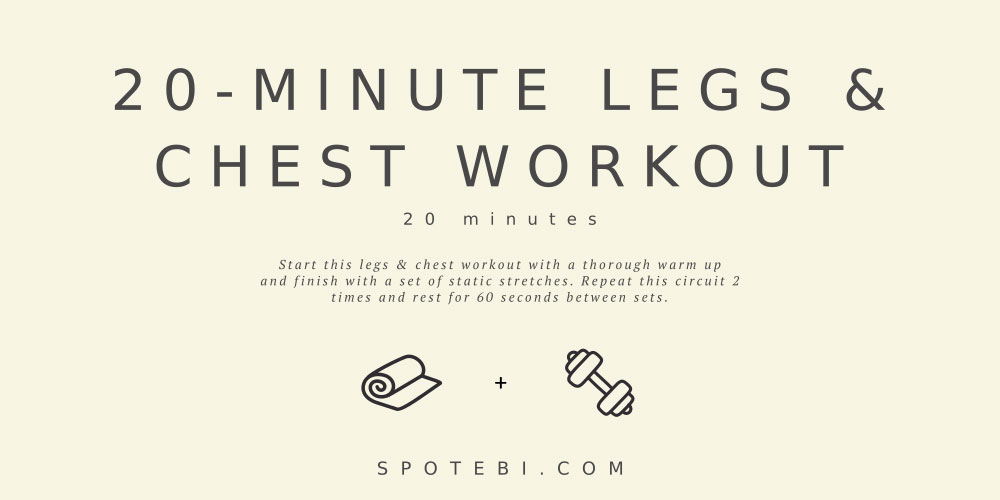 20-MINUTE LEGS &
CHEST WORKOUT
20 minutes
Start this legs & chest workout with a thorough warm up
and finish with a set of static stretches. Repeat this circuit 2
times and rest for 60 seconds between sets.
+
SPOTEBI.COM